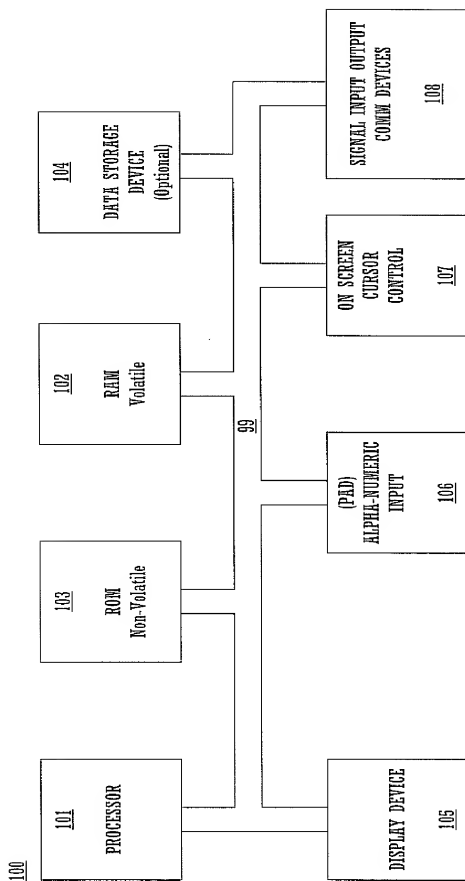 100
101
PROCESSOR
103
ROM
Non-Volatile
102
RAM
Volatile
104
DATA STORAGE
DEVICE
(Optional)
99
DISPLAY DEVICE
105
(PAD)
ALPHA-NUMERIC
INPUT
106
ON SCREEN
CURSOR
CONTROL
107
SIGNAL INPUT OUTPUT
COMM DEVICES
108